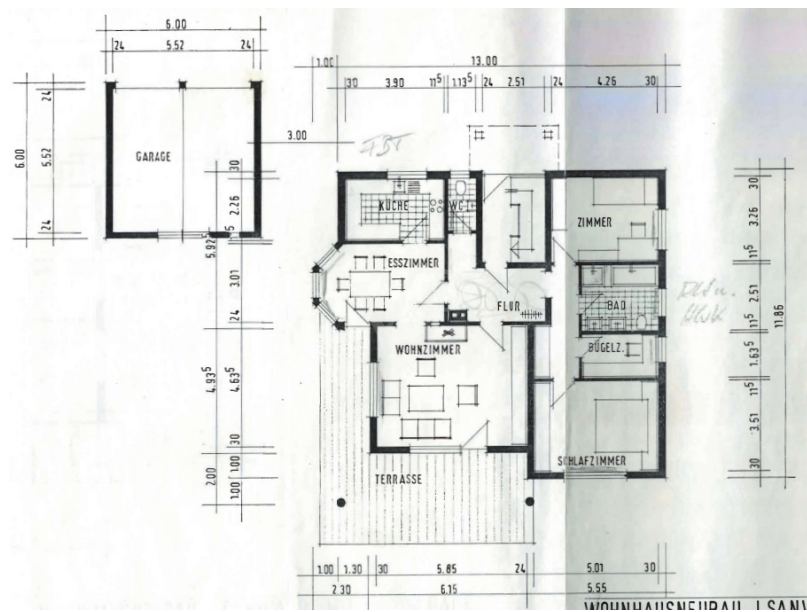 6.00
24 5.52 24
1.00 13.00
30 3.90 11⁵ 1.13⁵ 24 2.51 24 4.26 30
6.00
24
5.52
24
3.00
GARAGE
KÜCHE
WC
ZIMMER
ESSZIMMER
FLUR
BAD
BÜGELZ.
WOHNZIMMER
SCHLAFZIMMER
TERRASSE
30
2.26
5.92⁵
3.01
24
4.93⁵
4.63⁵
30
2.00
1.00
1.00
30
3.26
11⁵
2.51
11⁵
1.63⁵
11⁵
3.51
30
11.86
1.00 1.30 30 5.85 24 5.01 30
2.30 6.15 5.55
WOHNHAUSNEUBAU